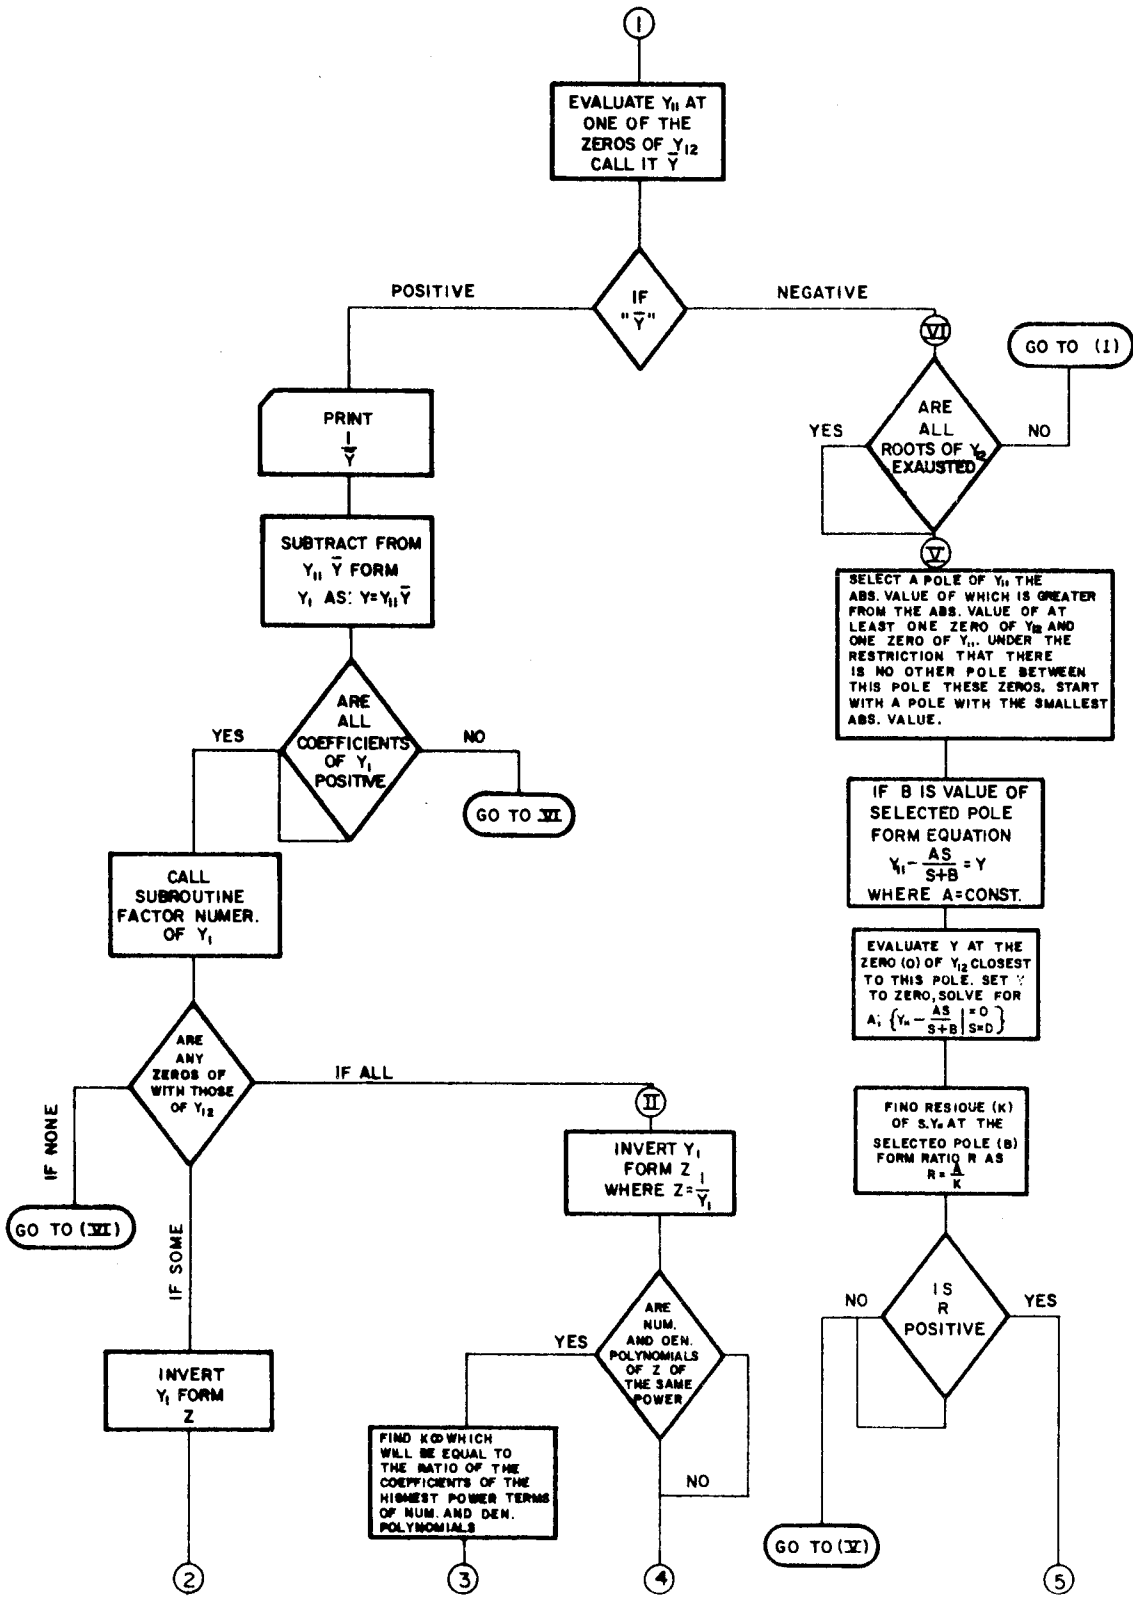 1
EVALUATE Y11 AT
ONE OF THE
ZEROS OF Y12
CALL IT Ȳ
POSITIVE
IF
"Ȳ"
NEGATIVE
VI
GO TO (1)
PRINT
1/Ȳ
ARE
ALL
ROOTS OF Y12
EXAUSTED
YES
NO
SUBTRACT FROM
Y11 Ȳ FORM
Y1 AS: Y=Y11 Ȳ
V
SELECT A POLE OF Y11 THE
ABS. VALUE OF WHICH IS GREATER
FROM THE ABS. VALUE OF AT
LEAST ONE ZERO OF Y12 AND
ONE ZERO OF Y11. UNDER THE
RESTRICTION THAT THERE
IS NO OTHER POLE BETWEEN
THIS POLE THESE ZEROS. START
WITH A POLE WITH THE SMALLEST
ABS. VALUE.
ARE
ALL
COEFFICIENTS
OF Y1
POSITIVE
YES
NO
GO TO VI
IF B IS VALUE OF
SELECTED POLE
FORM EQUATION
Y11 - AS/S+B = Y
WHERE A=CONST.
CALL
SUBROUTINE
FACTOR NUMER.
OF Y1
EVALUATE Y AT THE
ZERO (O) OF Y12 CLOSEST
TO THIS POLE. SET Y
TO ZERO, SOLVE FOR
A; {Y11 - AS/S+B | =O S=D }
ARE
ANY
ZEROS OF
WITH THOSE
OF Y12
IF ALL
IF NONE
IF SOME
GO TO (VI)
II
INVERT Y1
FORM Z
WHERE Z=1/Y1
FIND RESIDUE (K)
OF S.Y11 AT THE
SELECTED POLE (B)
FORM RATIO R AS
R = A/K
INVERT
Y1 FORM
Z
ARE
NUM.
AND DEN.
POLYNOMIALS
OF Z OF
THE SAME
POWER
YES
NO
FIND K∞ WHICH
WILL BE EQUAL TO
THE RATIO OF THE
COEFFICIENTS OF THE
HIGHEST POWER TERMS
OF NUM. AND DEN.
POLYNOMIALS
IS
R
POSITIVE
NO
YES
GO TO (V)
2
3
4
5